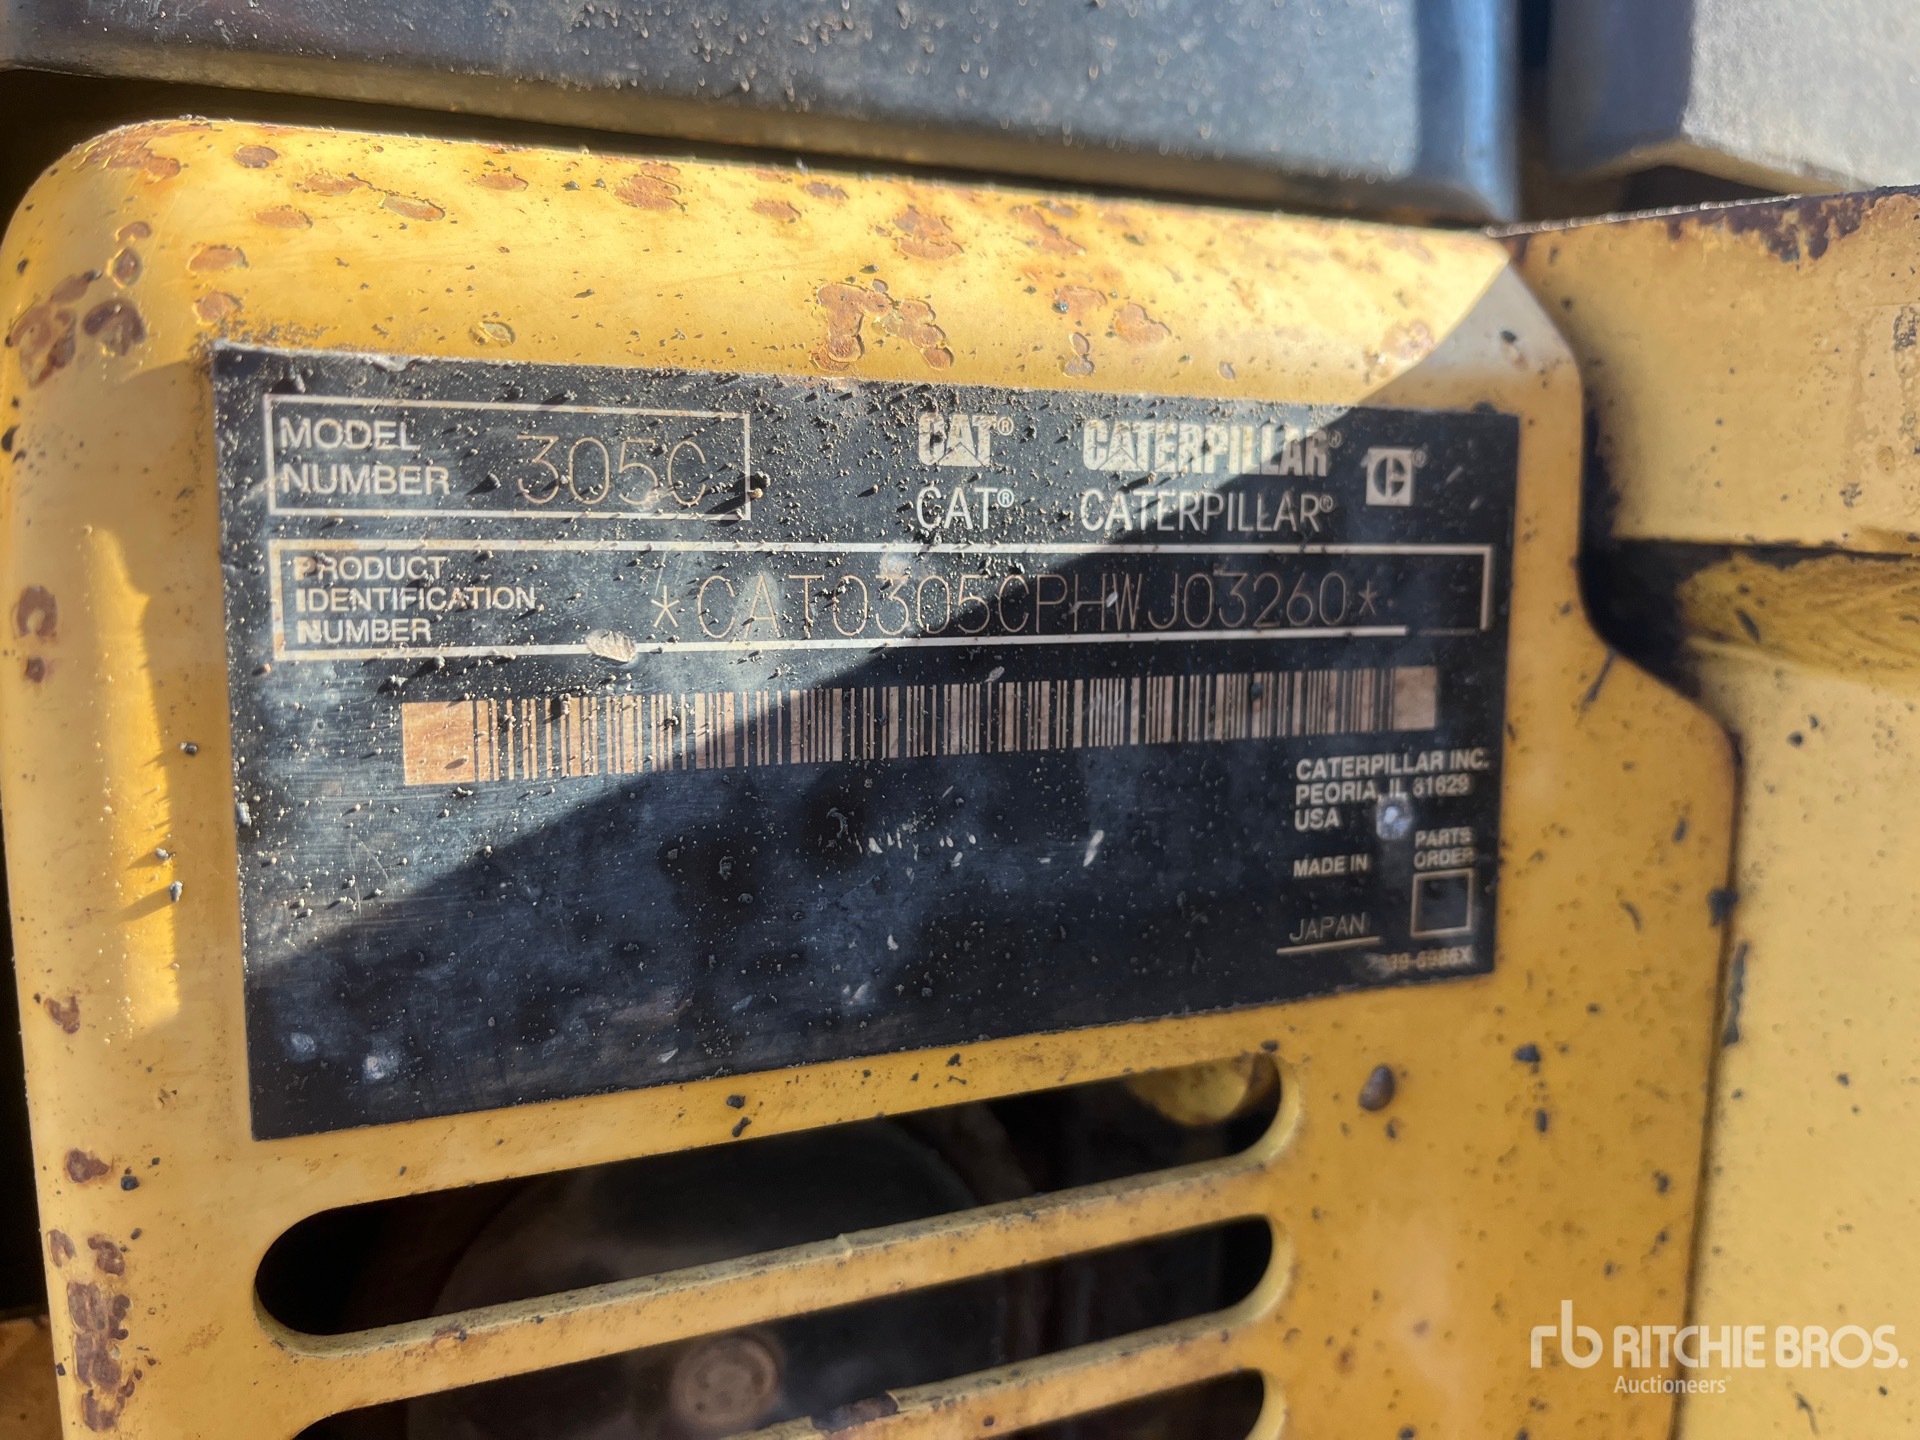 MODEL
NUMBER
305C
CAT® CATERPILLAR®
CAT® CATERPILLAR®
PRODUCT
IDENTIFICATION
NUMBER
*CAT0305CPHWJ03260*
CATERPILLAR INC.
PEORIA, IL 61629
USA
MADE IN
JAPAN
PARTS
ORDER
rb RITCHIE BROS.
Auctioneers